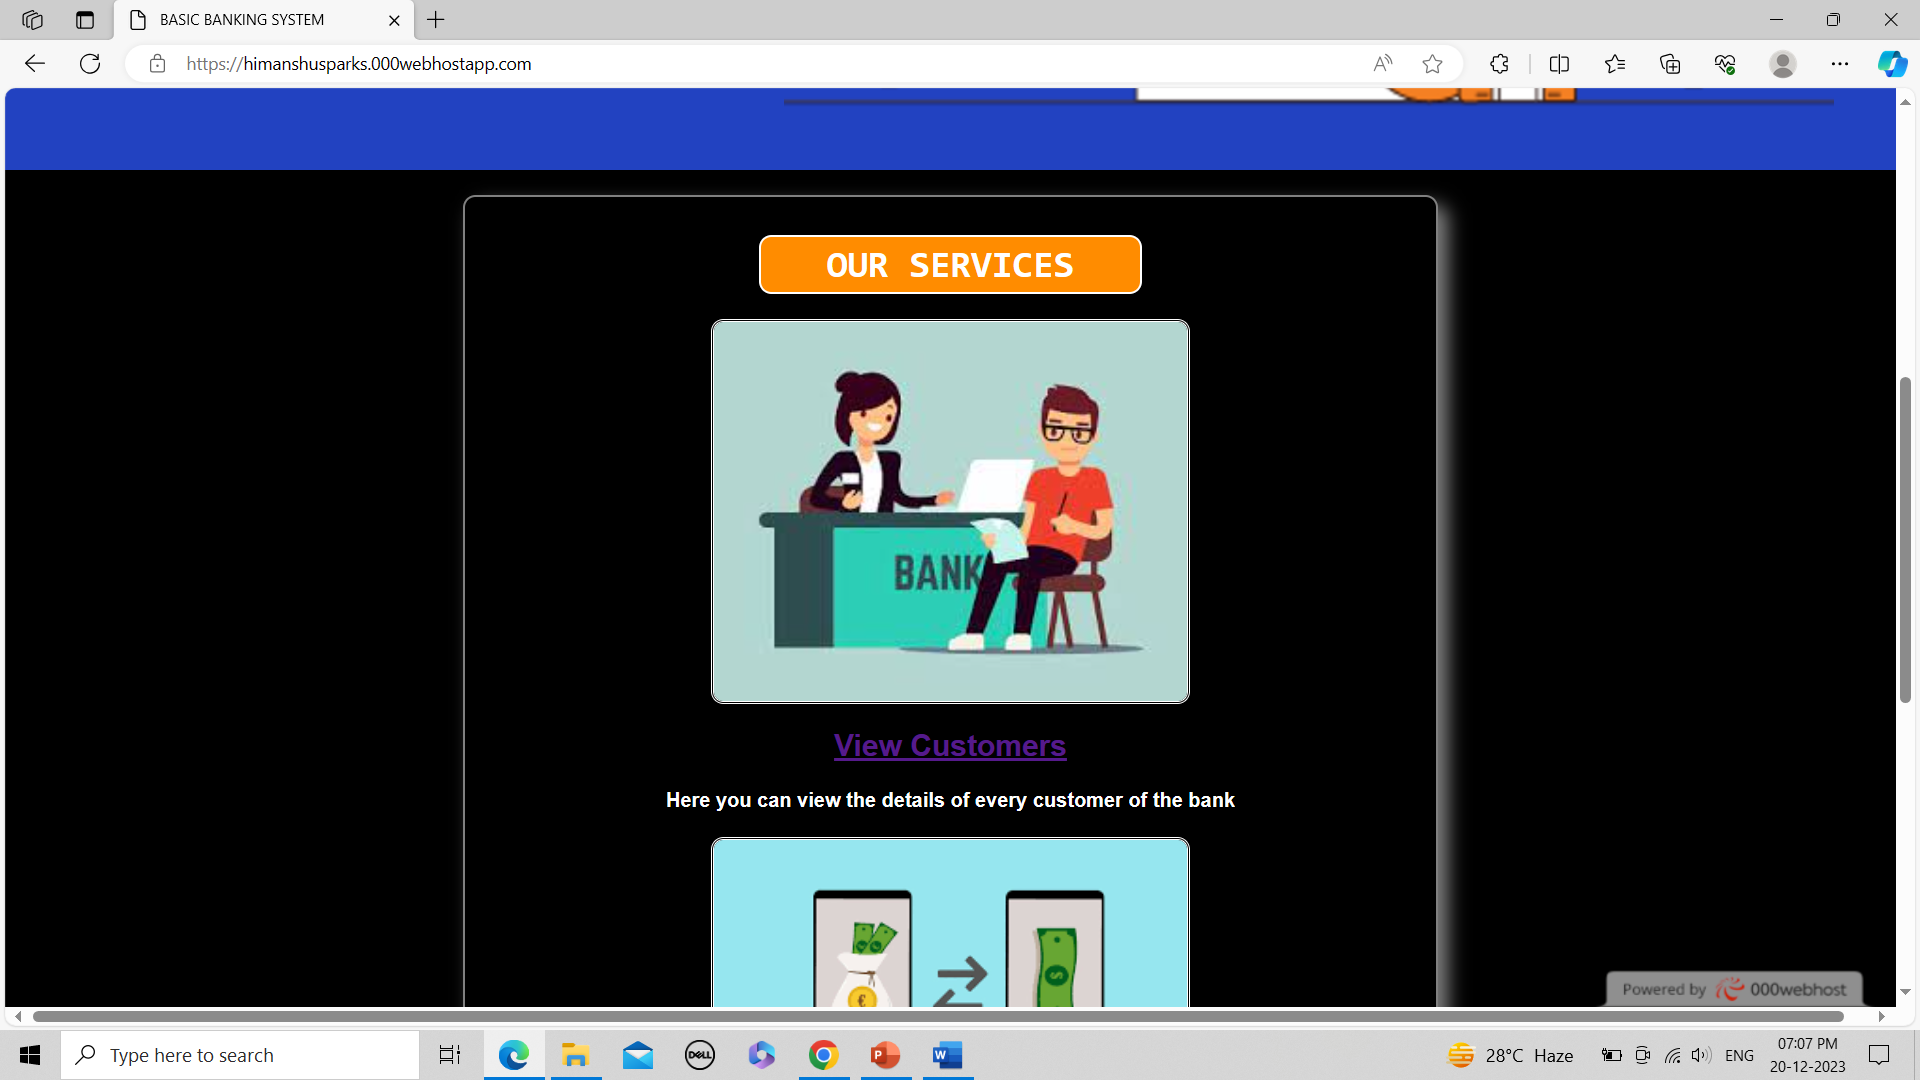 BASIC BANKING SYSTEM
https://himanshusparks.000webhostapp.com
OUR SERVICES
BANK
View Customers
Here you can view the details of every customer of the bank
Powered by 000webhost
Type here to search
DELL
28°C Haze
ENG
07:07 PM
20-12-2023